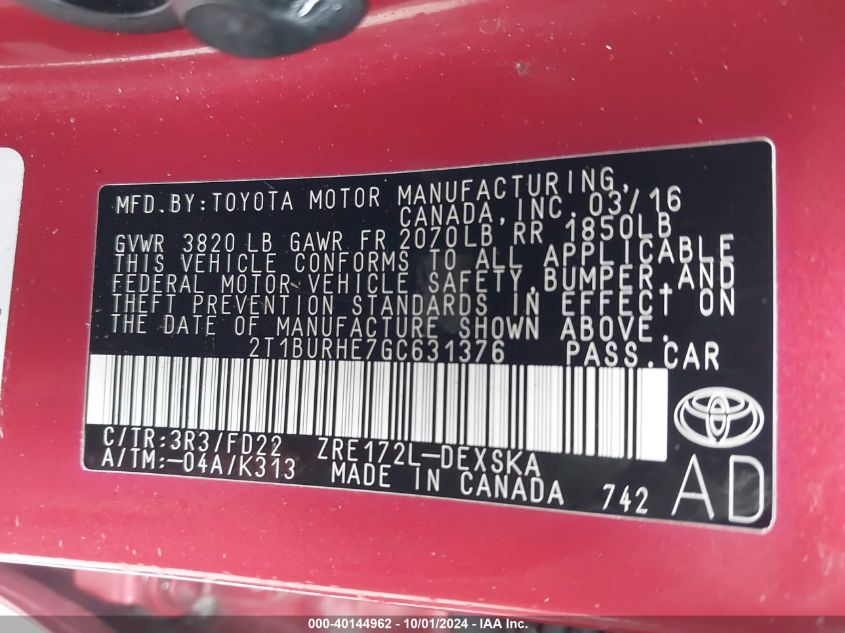 MFD.BY:TOYOTA MOTOR MANUFACTURING,
CANADA,INC. 03/16
GVWR 3820 LB GAWR FR 2070LB RR 1850LB
THIS VEHICLE CONFORMS TO ALL APPLICABLE
FEDERAL MOTOR VEHICLE SAFETY,BUMPER,AND
THEFT PREVENTION STANDARDS IN EFFECT ON
THE DATE OF MANUFACTURE SHOWN ABOVE.
2T1BURHE7GC631376 PASS.CAR
C/TR:3R3/FD22 ZRE172L-DEXSKA
A/TM:-04A/K313 MADE IN CANADA 742
AD
000-40144962 - 10/01/2024 - IAA Inc.